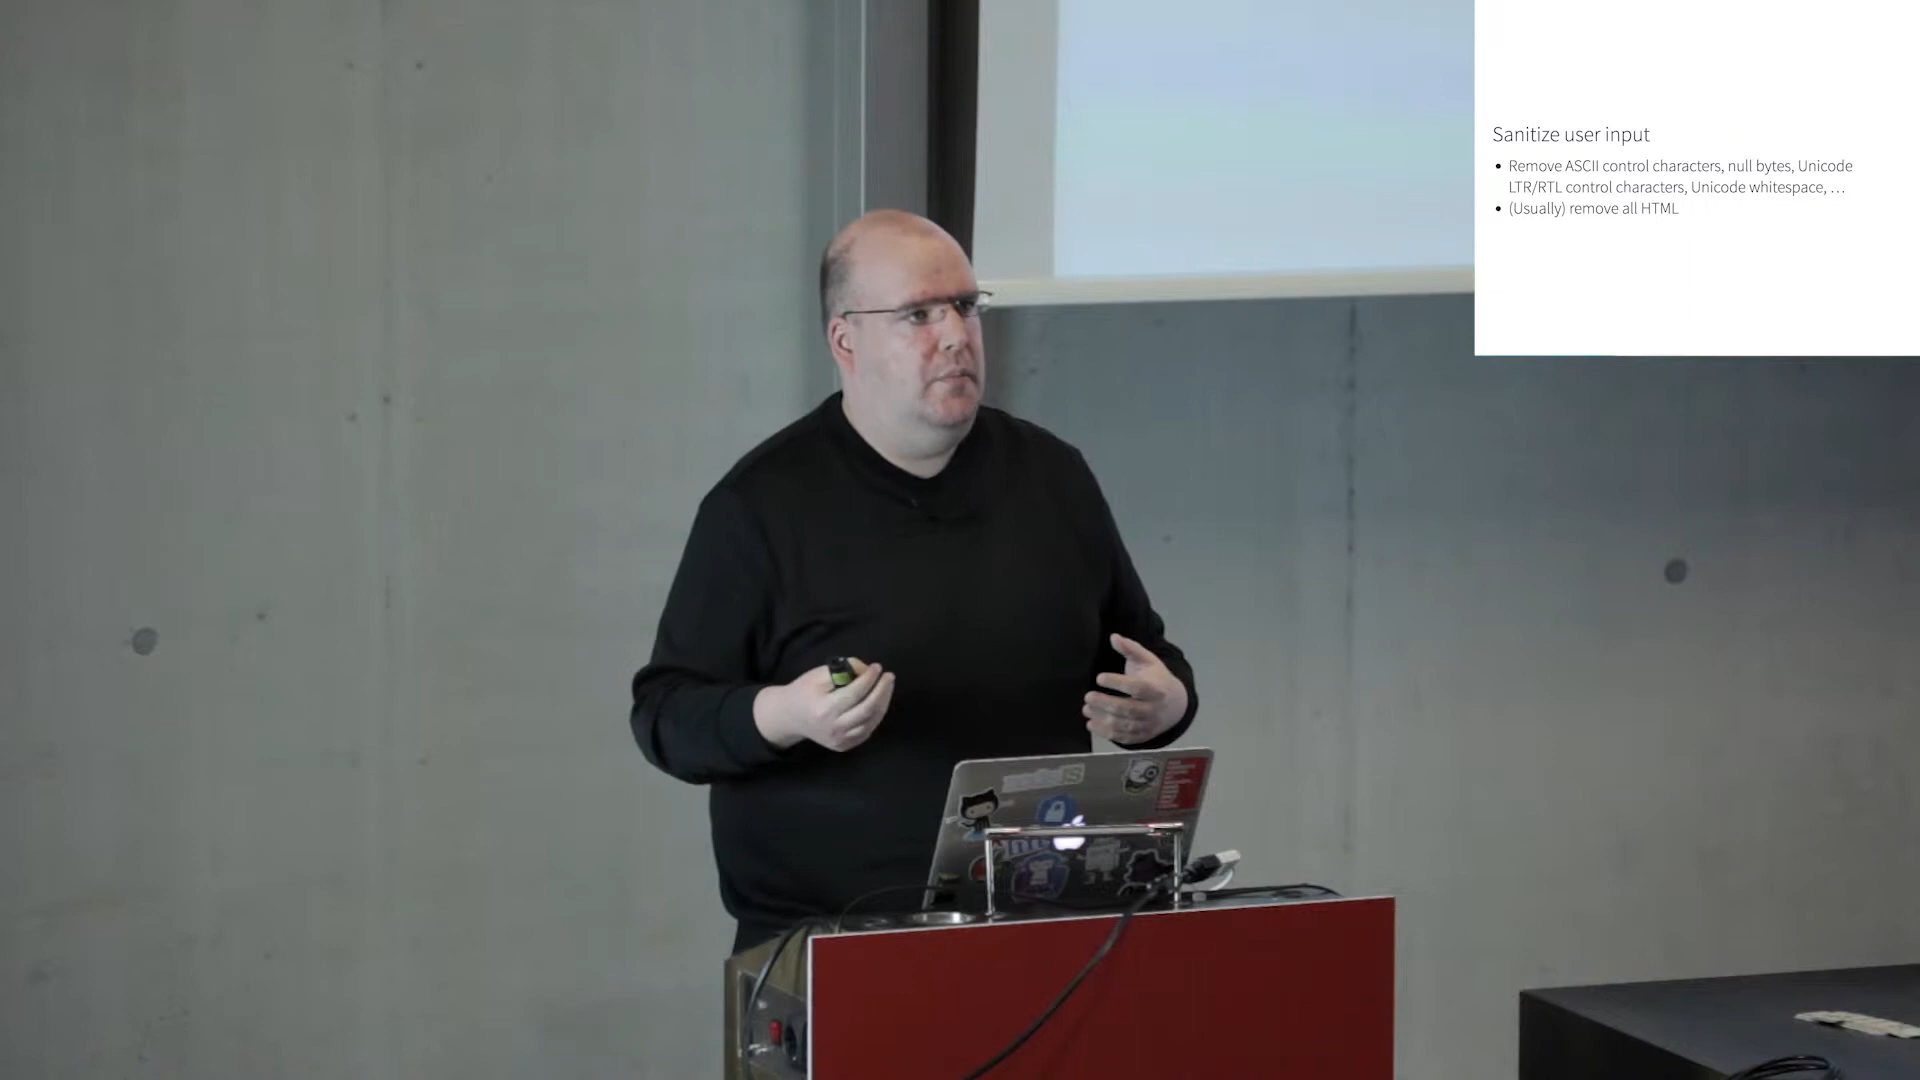 Sanitize user input
• Remove ASCII control characters, null bytes, Unicode
LTR/RTL control characters, Unicode whitespace, …
• (Usually) remove all HTML